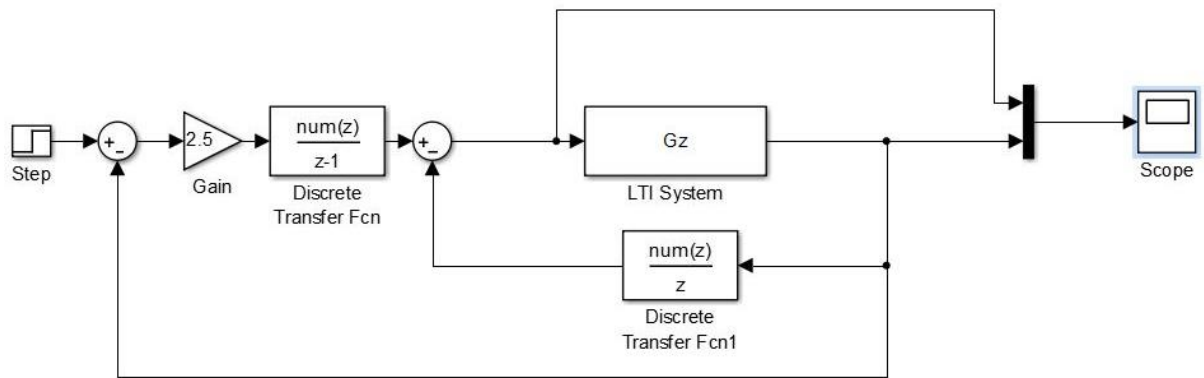 Step
+
−
2.5
Gain
num(z)
z-1
Discrete
Transfer Fcn
+
−
Gz
LTI System
num(z)
z
Discrete
Transfer Fcn1
Scope